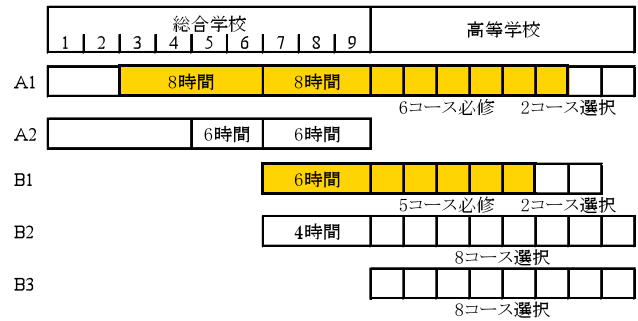 総合学校 高等学校
1 2 3 4 5 6 7 8 9
A1 8時間 8時間
6コース必修 2コース選択
A2 6時間 6時間
B1 6時間
5コース必修 2コース選択
B2 4時間
8コース選択
B3
8コース選択